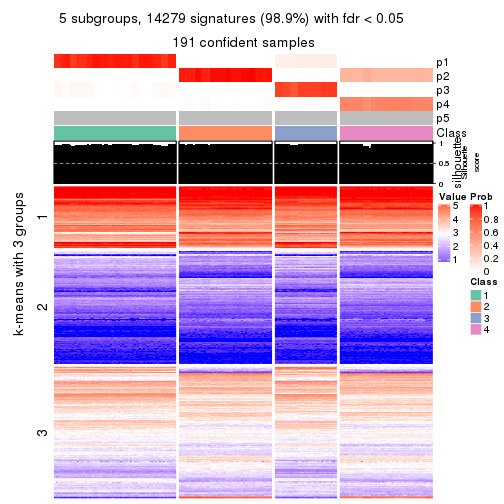 5 subgroups, 14279 signatures (98.9%) with fdr < 0.05
191 confident samples
p1
p2
p3
p4
p5
Class
1
0.5
0
silhouette
Silhouette
score
k-means with 3 groups
1
2
3
Value
5
4
3
2
1
Prob
1
0.8
0.6
0.4
0.2
0
Class
1
2
3
4